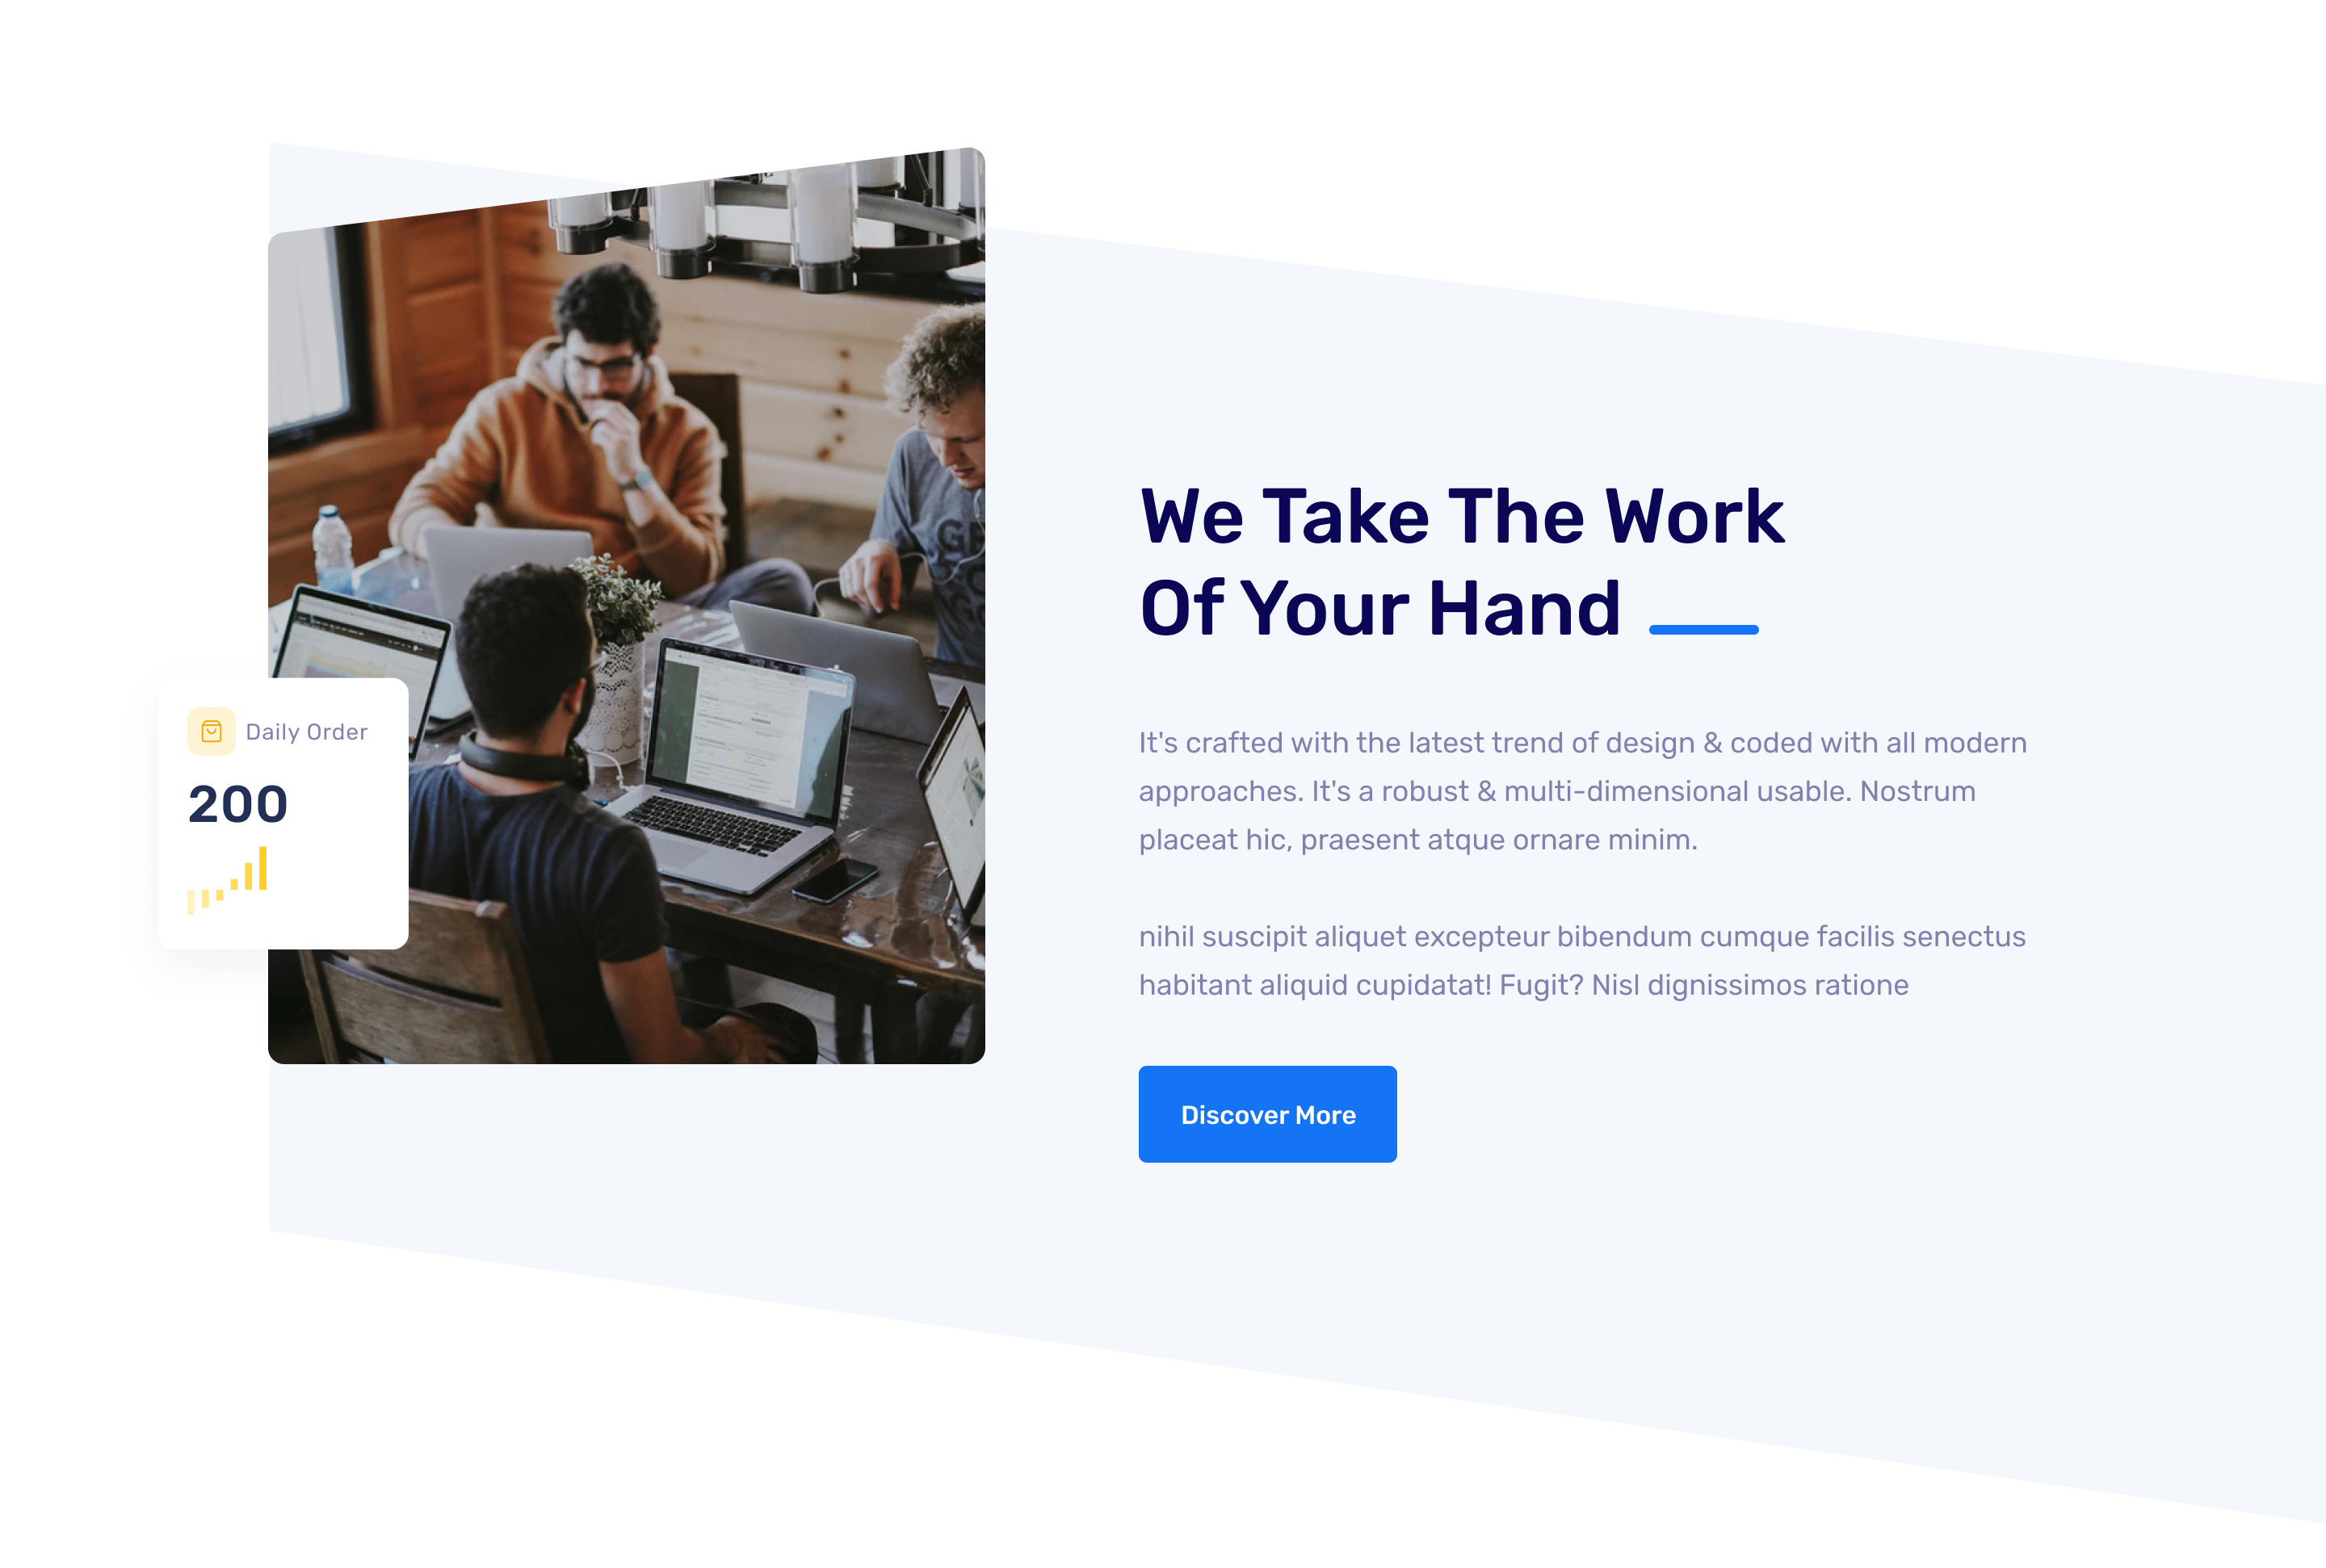 We Take The Work
Of Your Hand
It's crafted with the latest trend of design & coded with all modern
approaches. It's a robust & multi-dimensional usable. Nostrum
placeat hic, praesent atque ornare minim.
nihil suscipit aliquet excepteur bibendum cumque facilis senectus
habitant aliquid cupidatat! Fugit? Nisl dignissimos ratione
Discover More
Daily Order
200